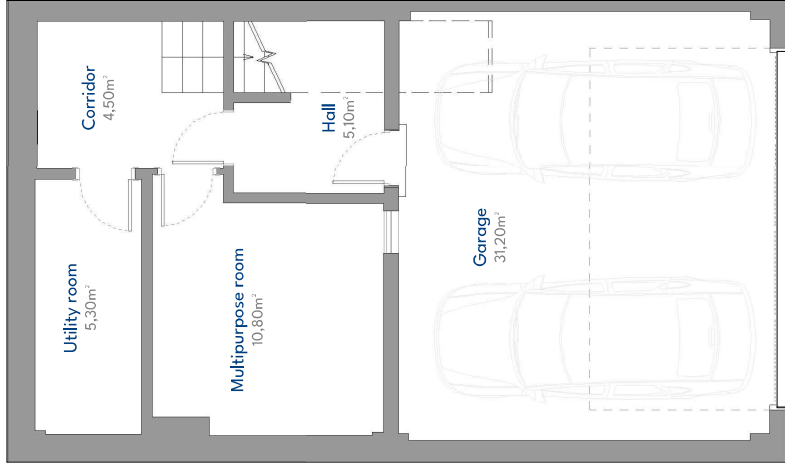 Corridor
4,50m²
Hall
5,10m²
Garage
31,20m²
Utility room
5,30m²
Multipurpose room
10,80m²